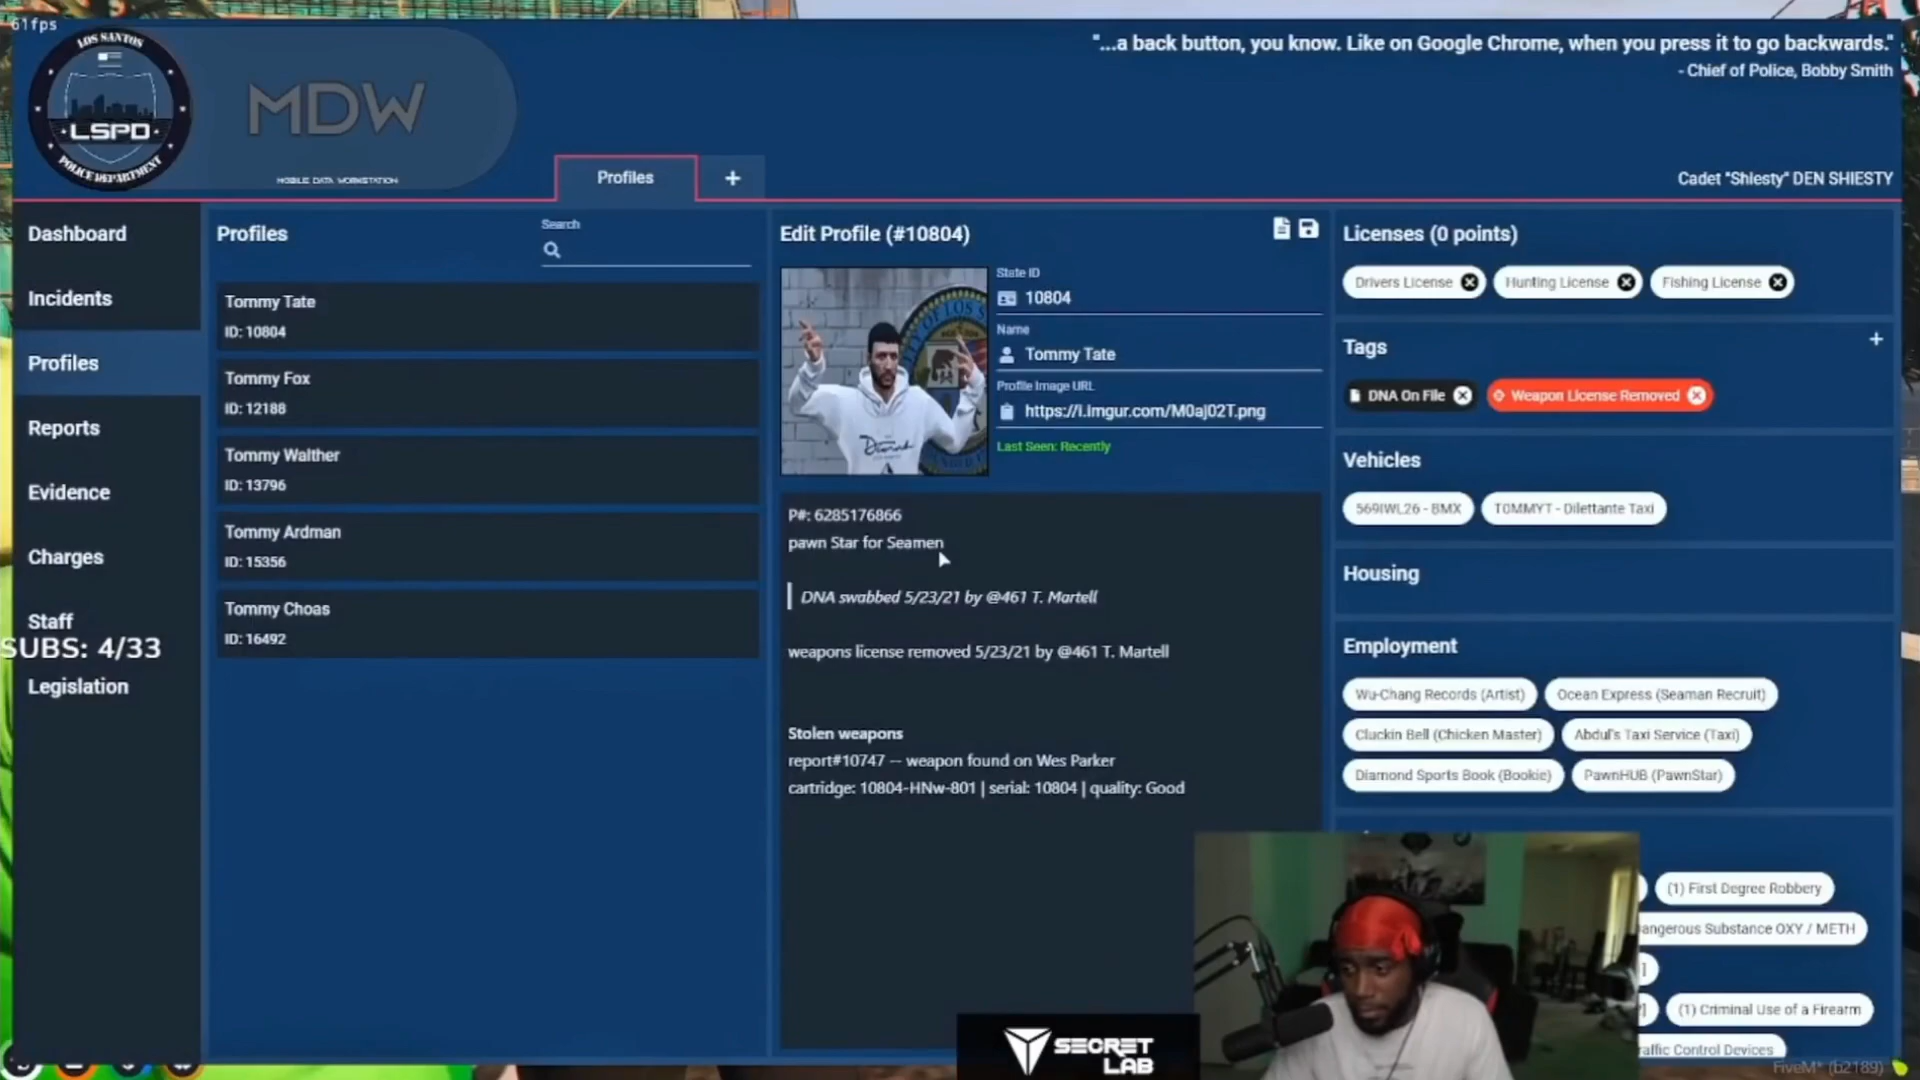 61fps
LOS SANTOS
LSPD
POLICE DEPARTMENT
MDW
MOBILE DATA WORKSTATION
"...a back button, you know. Like on Google Chrome, when you press it to go backwards."
- Chief of Police, Bobby Smith
Profiles
+
Cadet "Shiesty" DEN SHIESTY
Dashboard
Incidents
Profiles
Reports
Evidence
Charges
Staff
SUBS: 4/33
Legislation
Profiles
Search
Tommy Tate
ID: 10804
Tommy Fox
ID: 12188
Tommy Walther
ID: 13796
Tommy Ardman
ID: 15356
Tommy Choas
ID: 16492
Edit Profile (#10804)
State ID
10804
Name
Tommy Tate
Profile Image URL
https://i.imgur.com/M0aj02T.png
Last Seen: Recently
P#: 6285176866
pawn Star for Seamen
DNA swabbed 5/23/21 by @461 T. Martell
weapons license removed 5/23/21 by @461 T. Martell
Stolen weapons
report#10747 -- weapon found on Wes Parker
cartridge: 10804-HNw-801 | serial: 10804 | quality: Good
Licenses (0 points)
Drivers License
Hunting License
Fishing License
Tags
+
DNA On File
Weapon License Removed
Vehicles
569IWL26 - BMX
TOMMYT - Dilettante Taxi
Housing
Employment
Wu-Chang Records (Artist)
Ocean Express (Seaman Recruit)
Cluckin Bell (Chicken Master)
Abdul's Taxi Service (Taxi)
Diamond Sports Book (Bookie)
PawnHUB (PawnStar)
(1) First Degree Robbery
angerous Substance OXY / METH
]
(1) Criminal Use of a Firearm
raffic Control Devices
SECRET
LAB
FiveM* (b2189)